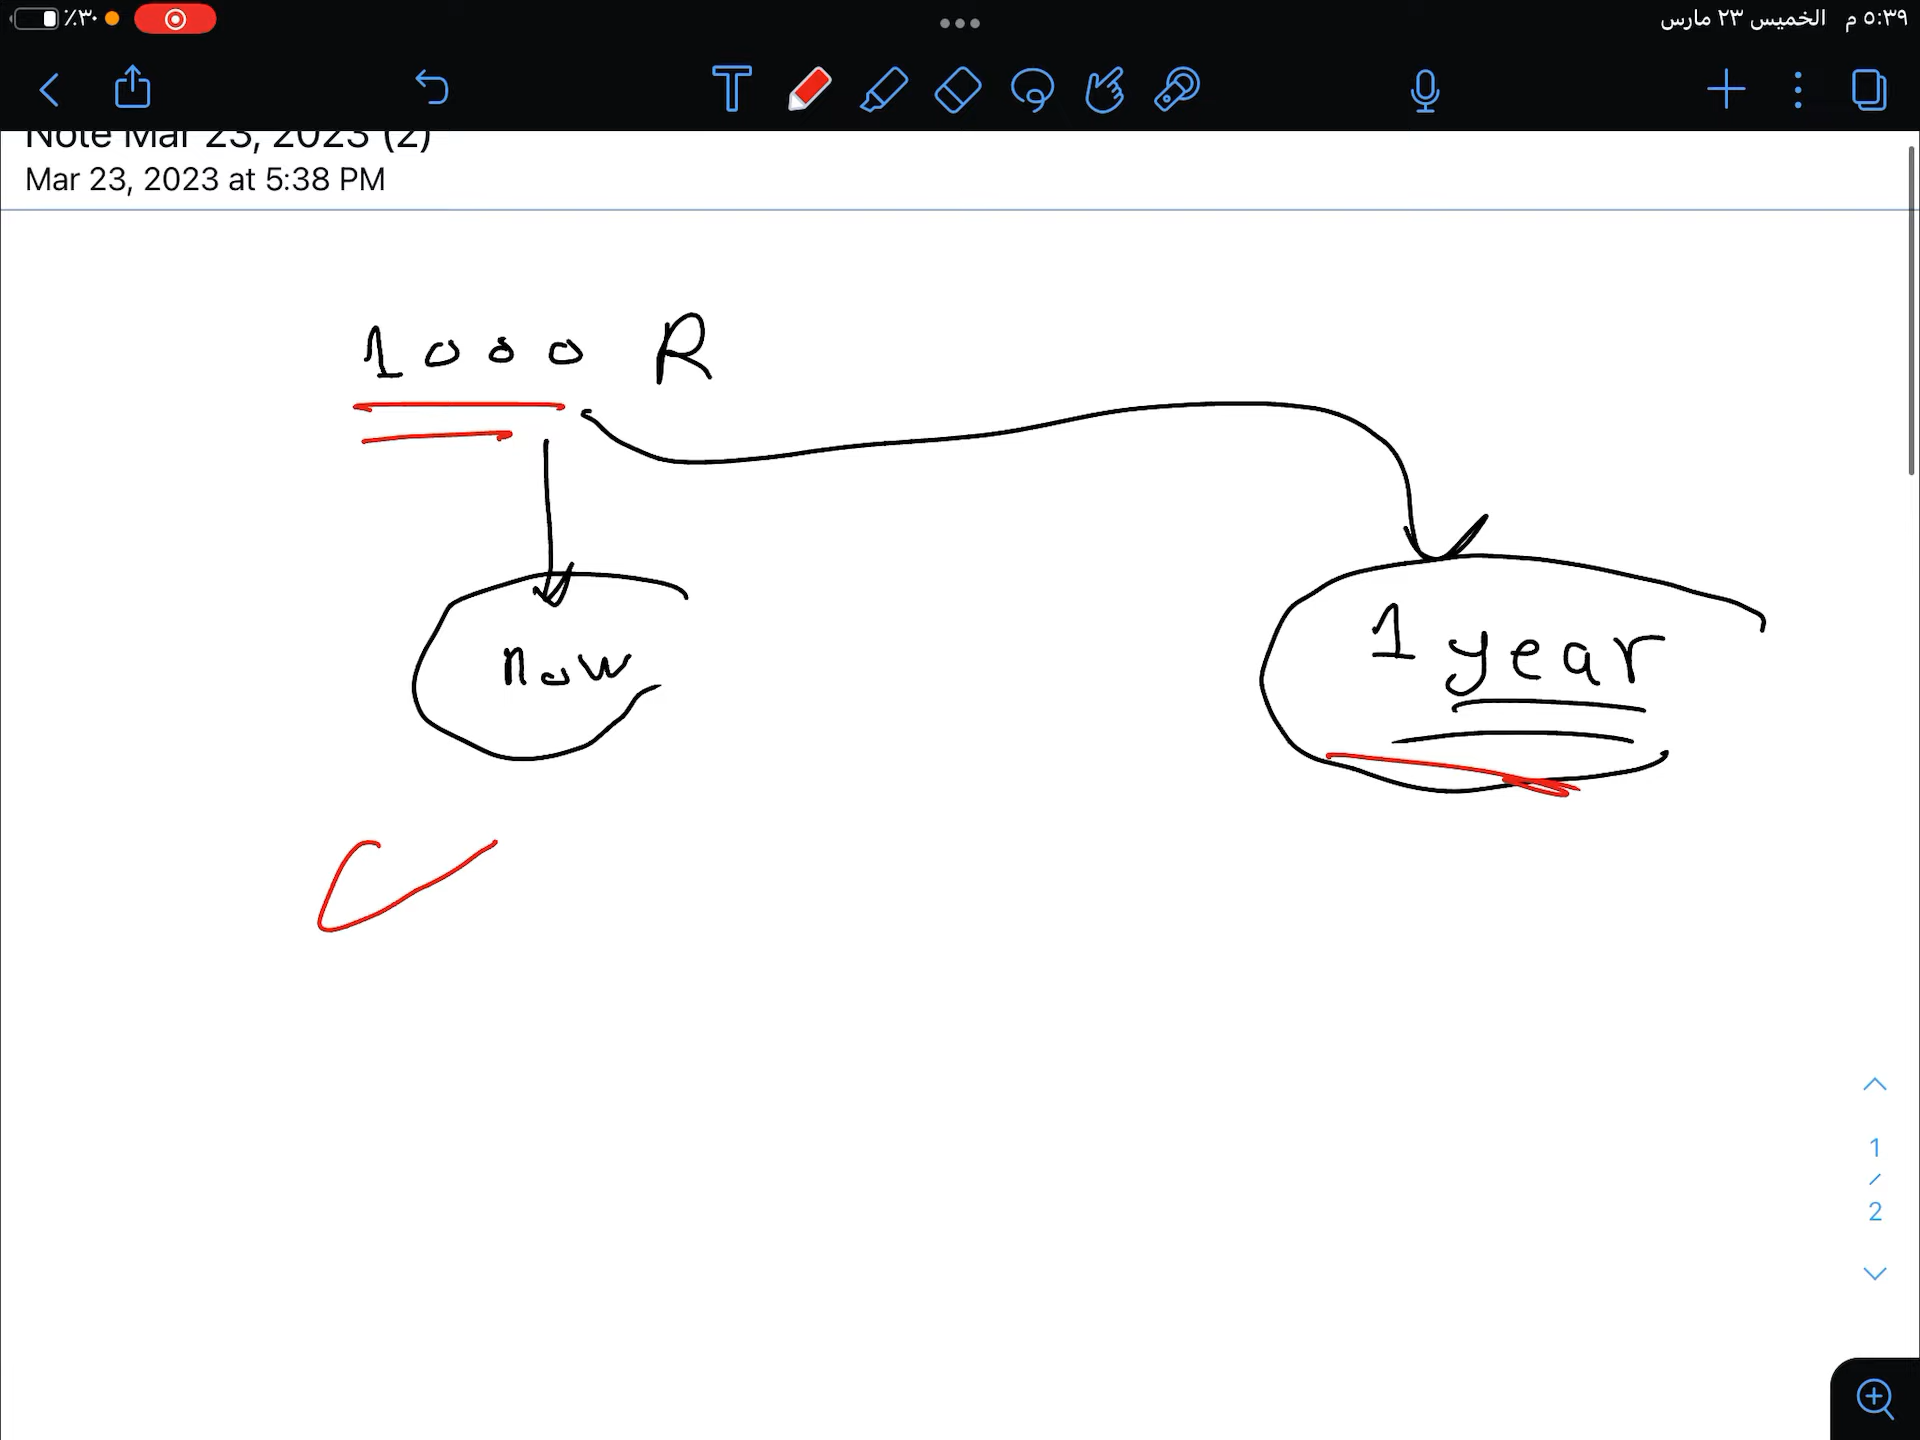 ٪٣٠
٥:٣٩ م الخميس ٢٣ مارس
Note Mar 23, 2023 (2)
Mar 23, 2023 at 5:38 PM
1000 R
now
1 year
1
/
2